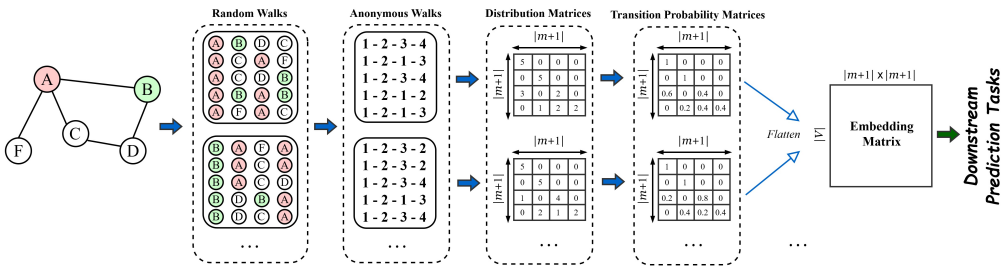 Random Walks
Anonymous Walks
Distribution Matrices
Transition Probability Matrices
A
B
F
C
D
A B D C
A C A F
A C D B
A B A B
A F A C
B A F A
B A C A
B A C D
B D B A
B D C A
...
1 - 2 - 3 - 4
1 - 2 - 1 - 3
1 - 2 - 3 - 4
1 - 2 - 1 - 2
1 - 2 - 1 - 3
1 - 2 - 3 - 2
1 - 2 - 3 - 2
1 - 2 - 3 - 4
1 - 2 - 1 - 3
1 - 2 - 3 - 4
...
|m+1|
|m+1|
5 0 0 0
0 5 0 0
3 0 2 0
0 1 2 2
|m+1|
|m+1|
5 0 0 0
0 5 0 0
1 0 4 0
0 2 1 2
...
|m+1|
|m+1|
1 0 0 0
0 1 0 0
0.6 0 0.4 0
0 0.2 0.4 0.4
|m+1|
|m+1|
1 0 0 0
0 1 0 0
0.2 0 0.8 0
0 0.4 0.2 0.4
...
Flatten
...
|m+1| x |m+1|
|V|
Embedding
Matrix
Downstream
Prediction Tasks